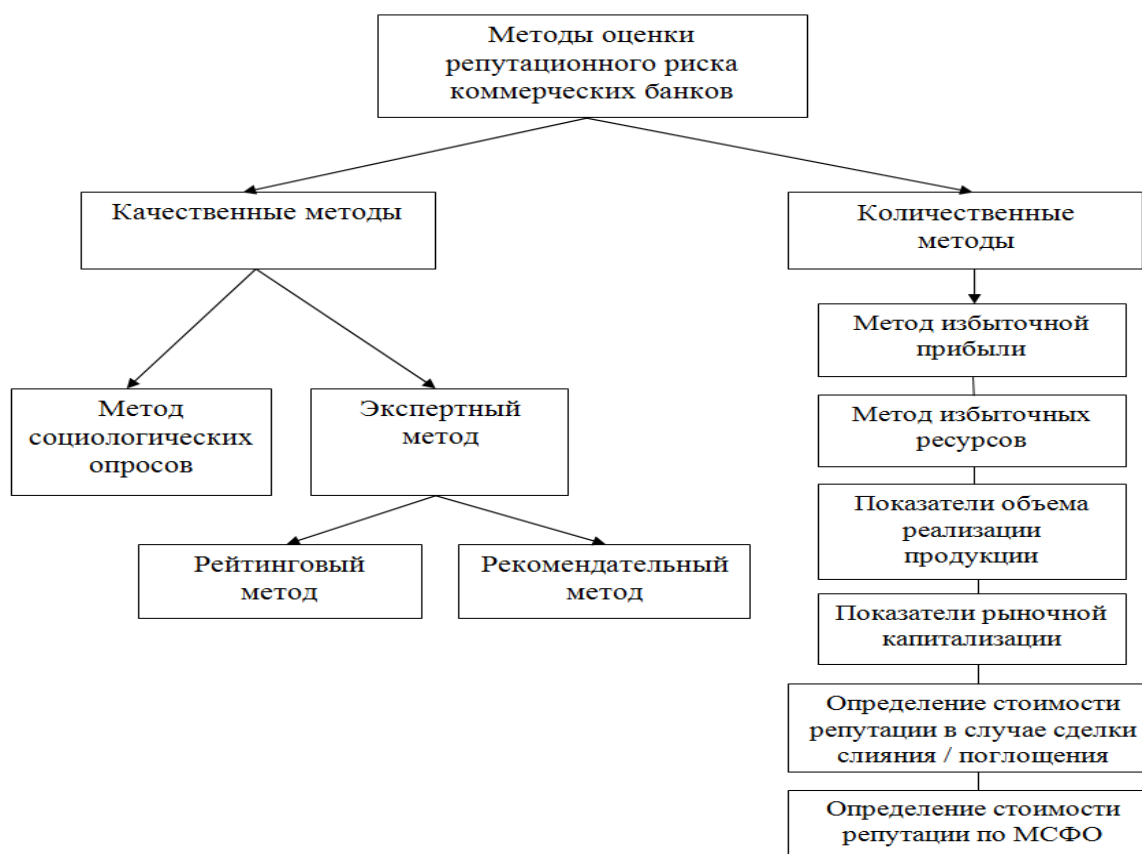 Методы оценки
репутационного риска
коммерческих банков
Качественные методы
Количественные
методы
Метод избыточной
прибыли
Метод
социологических
опросов
Экспертный
метод
Метод избыточных
ресурсов
Показатели объема
реализации
продукции
Рейтинговый
метод
Рекомендательный
метод
Показатели рыночной
капитализации
Определение стоимости
репутации в случае сделки
слияния / поглощения
Определение стоимости
репутации по МСФО